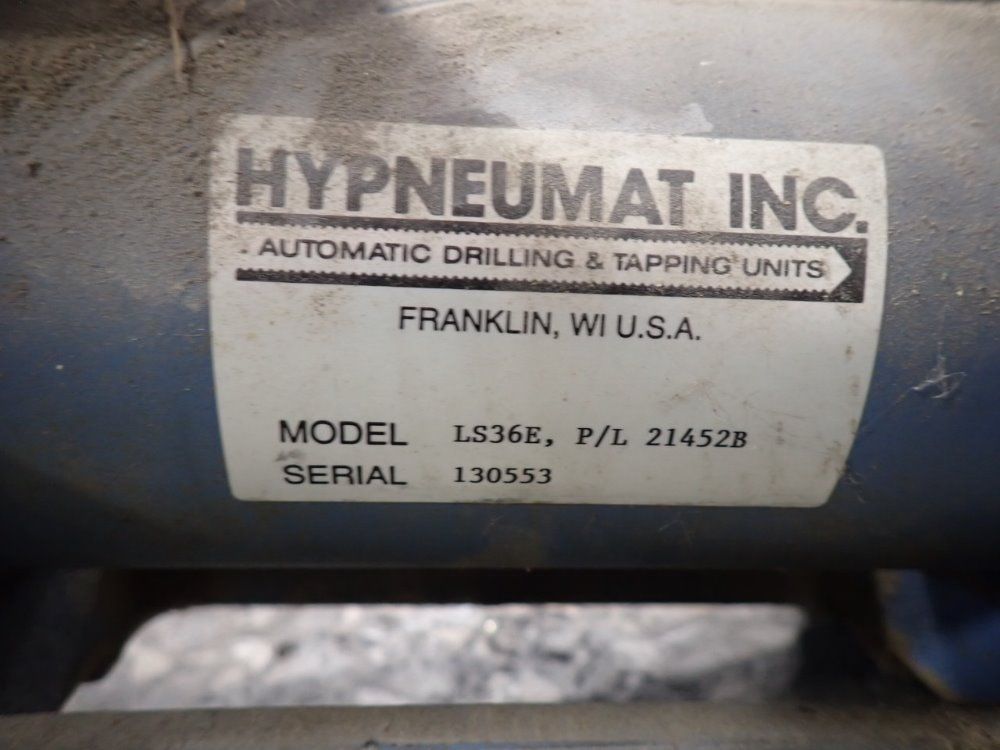 HYPNEUMAT INC.
AUTOMATIC DRILLING & TAPPING UNITS
FRANKLIN, WI U.S.A.
MODEL LS36E, P/L 21452B
SERIAL 130553